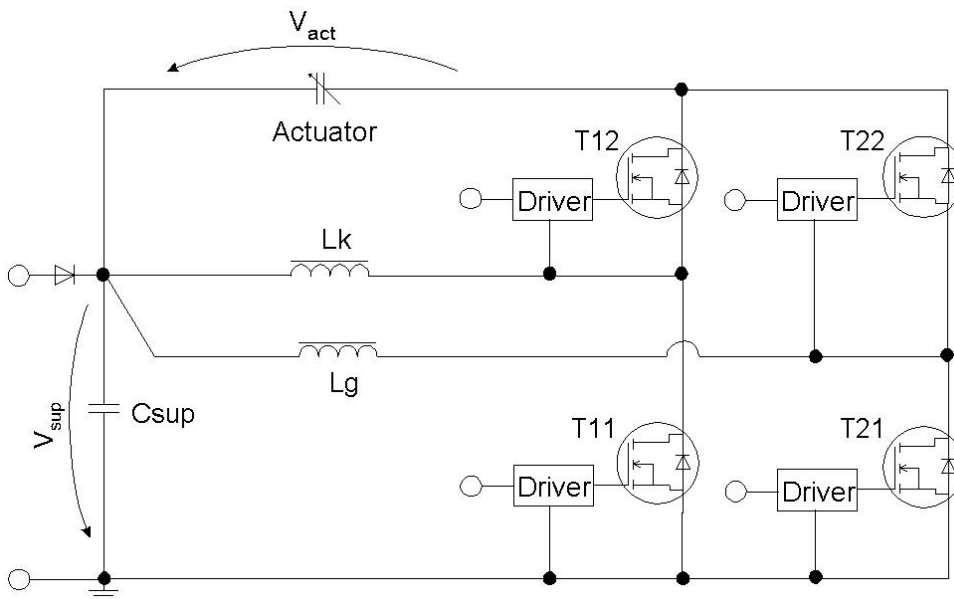 Vact
Actuator
T12
T22
Driver
Driver
Lk
Lg
Vsup
Csup
T11
T21
Driver
Driver